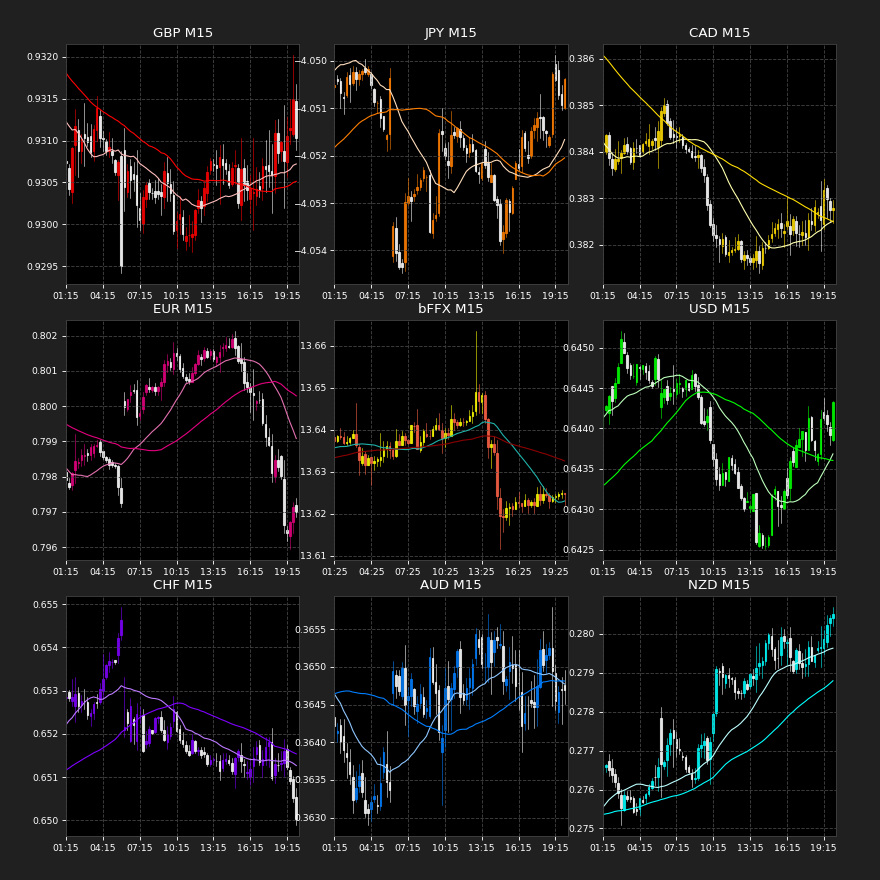 GBP M15
0.9320
0.9315
0.9310
0.9305
0.9300
0.9295
01:15 04:15 07:15 10:15 13:15 16:15 19:15
JPY M15
-4.050
-4.051
-4.052
-4.053
-4.054
01:15 04:15 07:15 10:15 13:15 16:15 19:15
CAD M15
0.386
0.385
0.384
0.383
0.382
01:15 04:15 07:15 10:15 13:15 16:15 19:15
EUR M15
0.802
0.801
0.800
0.799
0.798
0.797
0.796
01:15 04:15 07:15 10:15 13:15 16:15 19:15
bFFX M15
13.66
13.65
13.64
13.63
13.62
13.61
01:25 04:25 07:25 10:25 13:25 16:25 19:25
USD M15
0.6450
0.6445
0.6440
0.6435
0.6430
0.6425
01:15 04:15 07:15 10:15 13:15 16:15 19:15
CHF M15
0.655
0.654
0.653
0.652
0.651
0.650
01:15 04:15 07:15 10:15 13:15 16:15 19:15
AUD M15
0.3655
0.3650
0.3645
0.3640
0.3635
0.3630
01:15 04:15 07:15 10:15 13:15 16:15 19:15
NZD M15
0.280
0.279
0.278
0.277
0.276
0.275
01:15 04:15 07:15 10:15 13:15 16:15 19:15